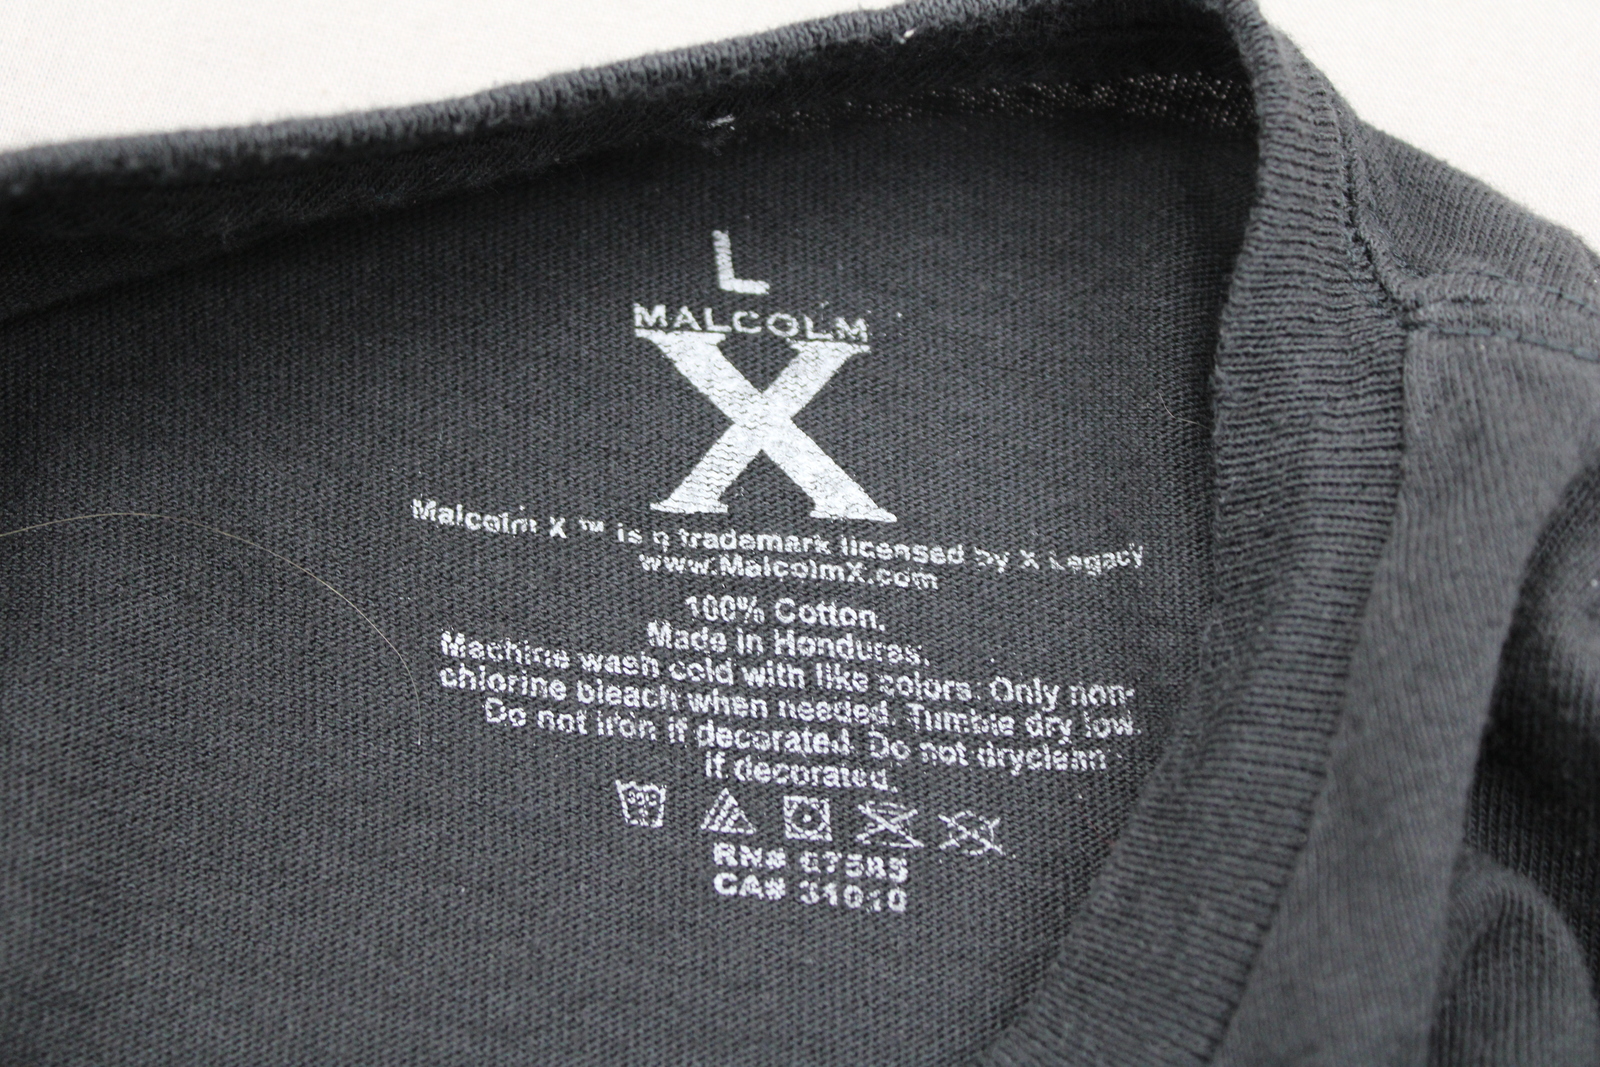 L
MALCOLM
X
Malcolm X ™ is a trademark licensed by X Legacy
www.MalcolmX.com
100% Cotton.
Made in Honduras.
Machine wash cold with like colors. Only non-
chlorine bleach when needed. Tumble dry low.
Do not iron if decorated. Do not dryclean
if decorated.
RN# 67585
CA# 31010